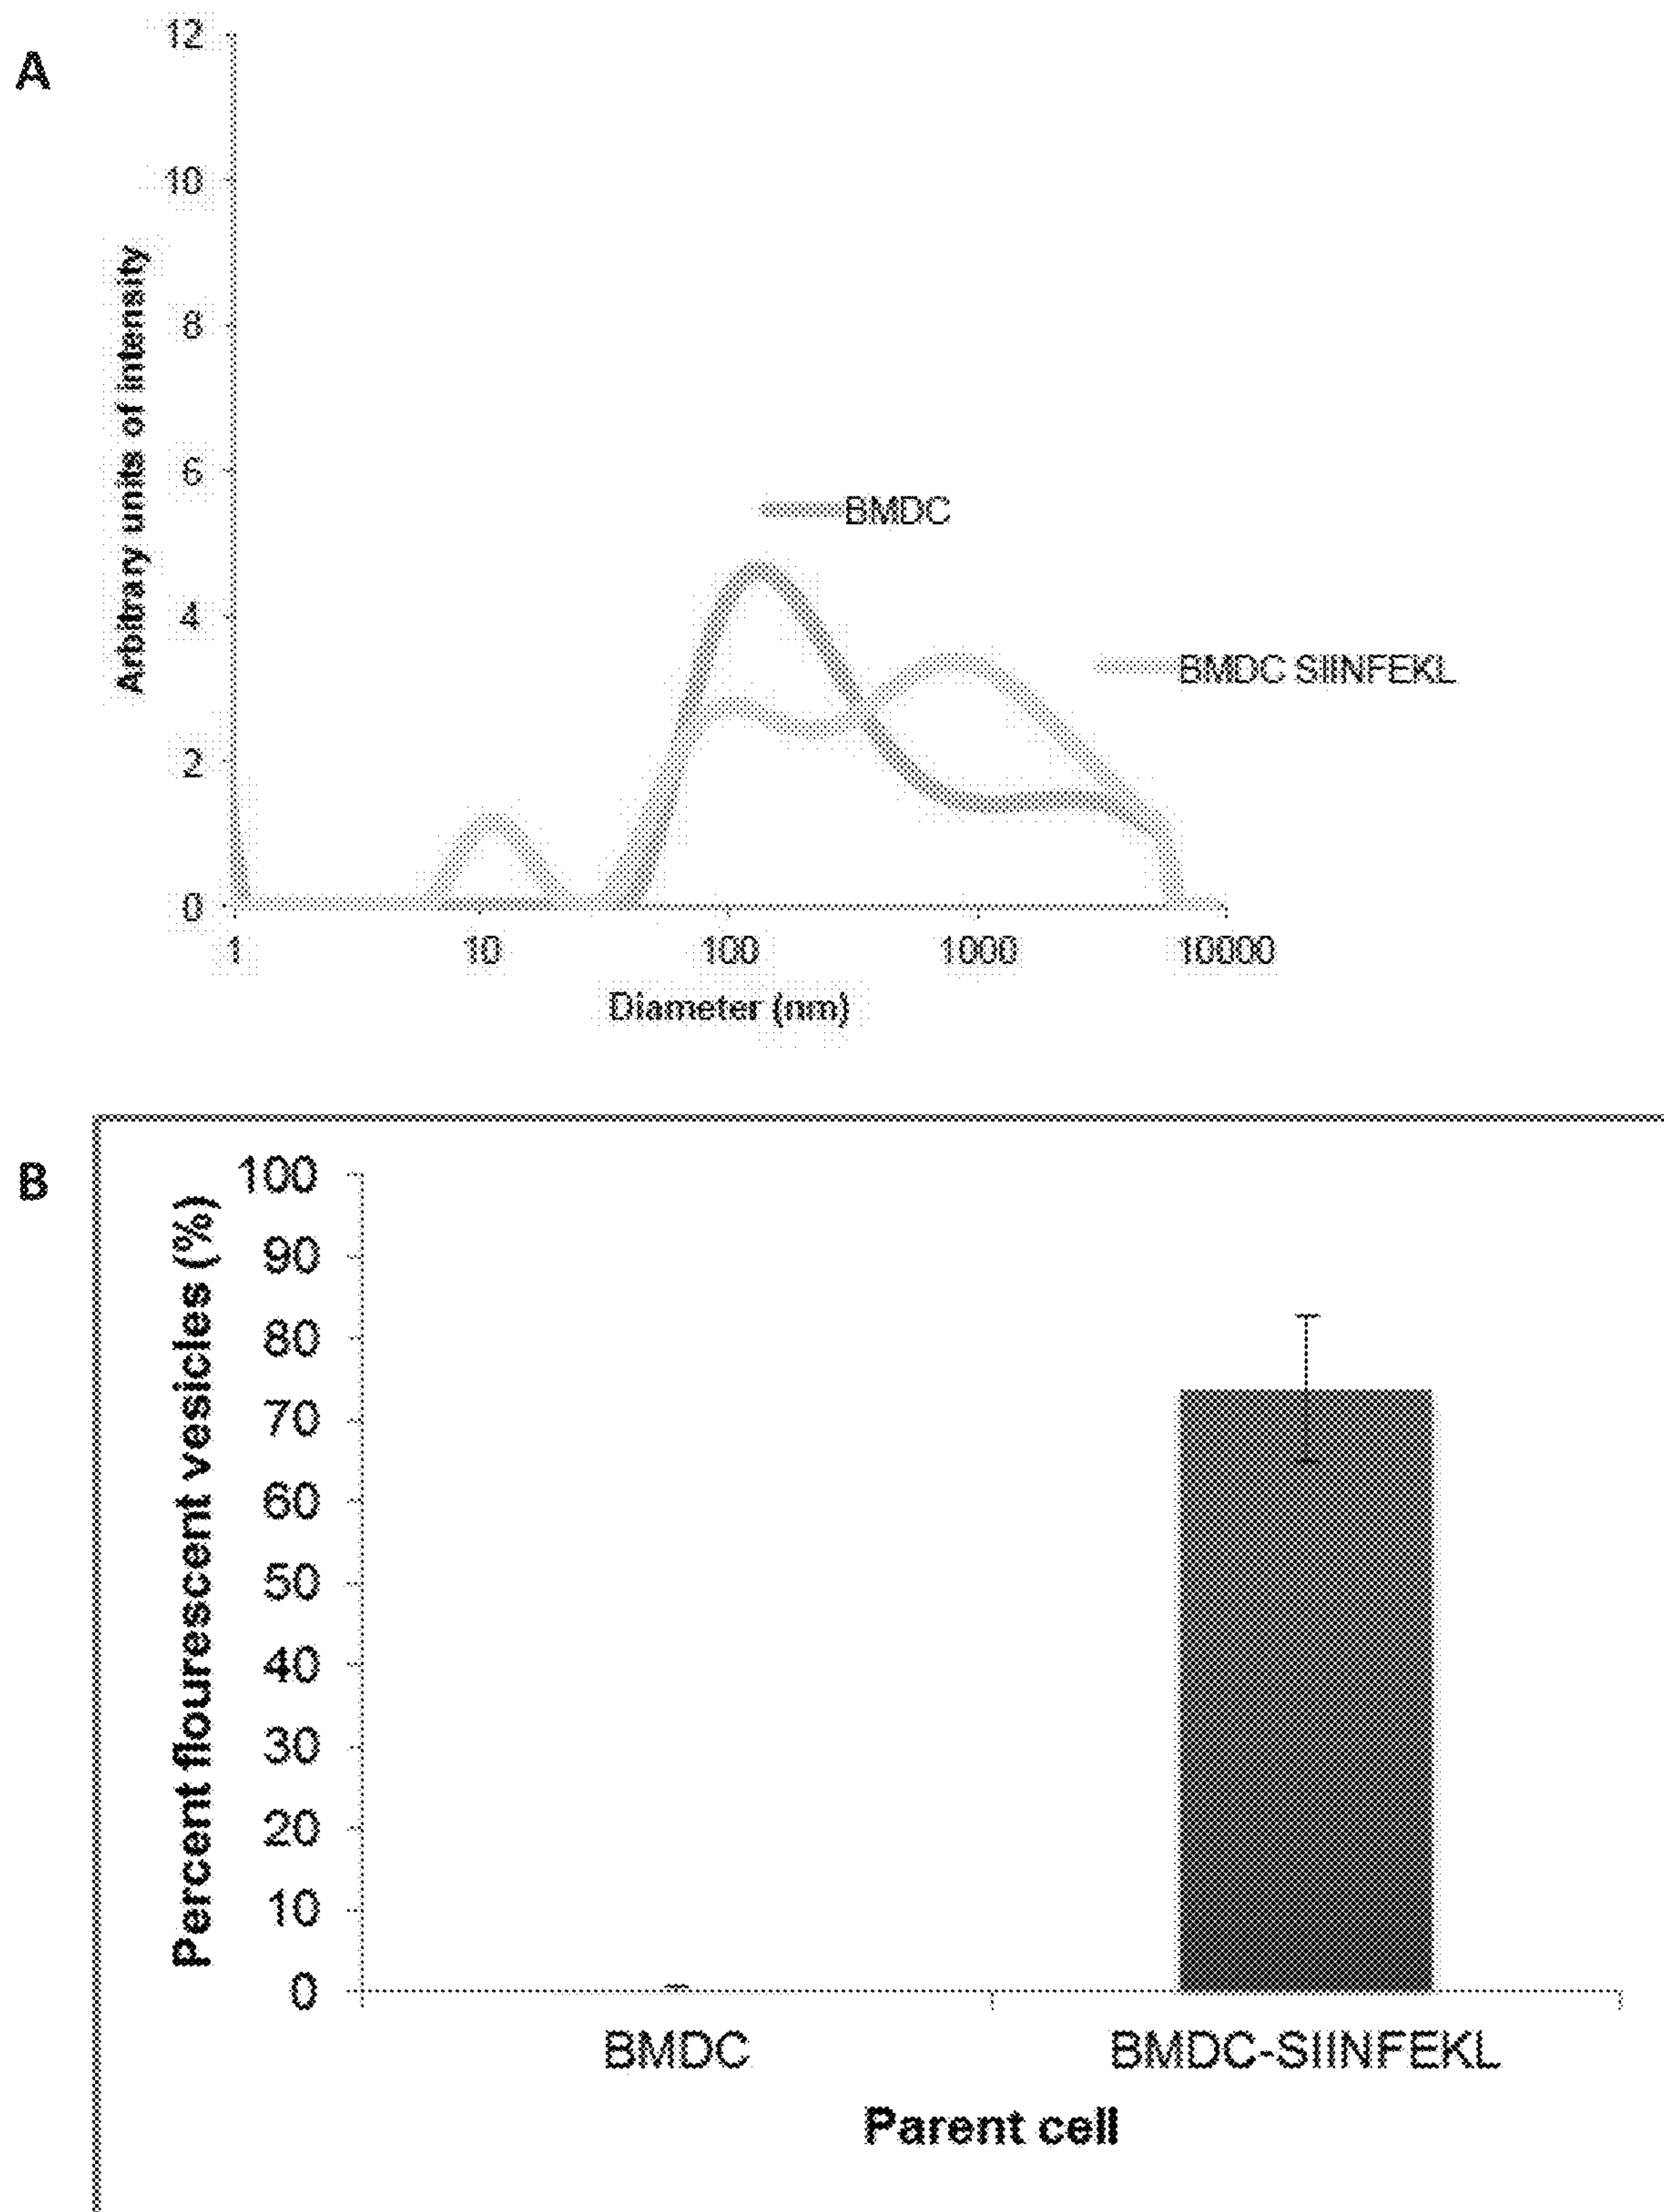 A
12
10
8
6
4
2
0
Arbitrary units of intensity
BMDC
BMDC SIINFEKL
1 10 100 1000 10000
Diameter (nm)
B
100
90
80
70
60
50
40
30
20
10
0
Percent flourescent vesicles (%)
BMDC BMDC-SIINFEKL
Parent cell